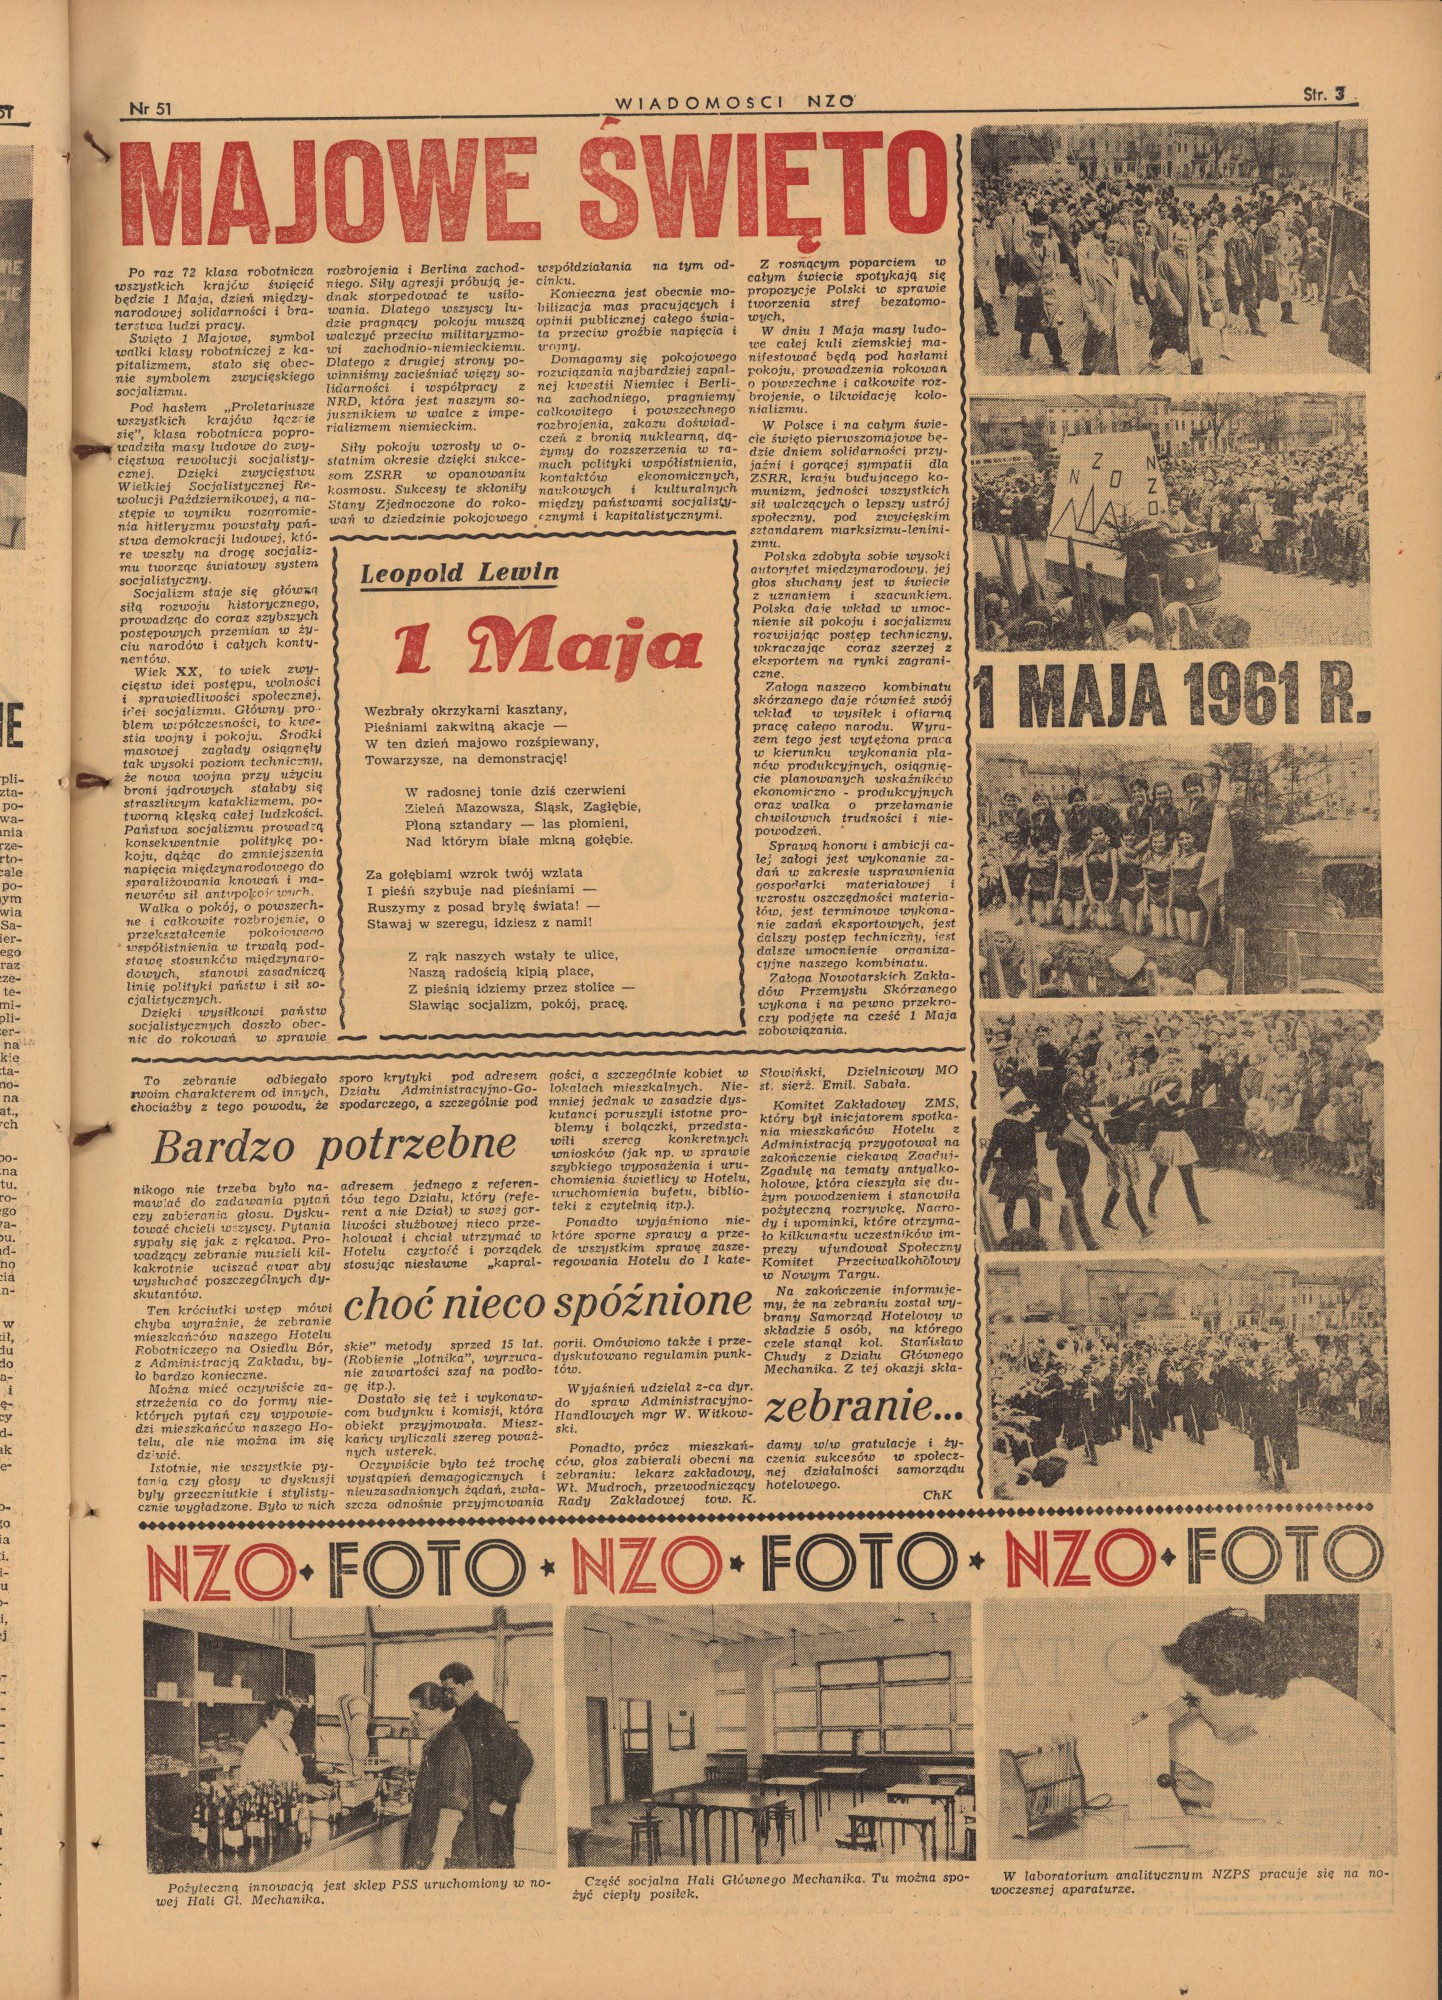 Nr 51
WIADOMOSCI NZO
Str. 3
MAJOWE ŚWIĘTO
Po raz 72 klasa robotnicza
wszystkich krajów święcić
będzie 1 Maja, dzień między-
narodowej solidarności i bra-
terstwa ludzi pracy.
Swięto 1 Majowe, symbol
walki klasy robotniczej z ka-
pitalizmem, stało się obec-
nie symbolem zwycięskiego
socjalizmu.
Pod hasłem „Proletariusze
wszystkich krajów łączcie
się”, klasa robotnicza popro-
wadziła masy ludowe do zwy-
cięstwa rewolucji socjalisty-
cznej. Dzięki zwycięstwu
Wielkiej Socjalistycznej Re-
wolucji Październikowej, a na-
stępie w wyniku rozgromie-
nia hitleryzmu powstały pań-
stwa demokracji ludowej, któ-
re weszły na drogę socjaliz-
mu tworząc światowy system
socjalistyczny.
Socjalizm staje się główną
siłą rozwoju historycznego,
prowadząc do coraz szybszych
postępowych przemian w ży-
ciu narodów i całych konty-
nentów.
Wiek XX, to wiek zwy-
cięstw idei postępu, wolności
i sprawiedliwości społecznej,
idei socjalizmu. Główny pro-
blem współczesności, to kwe-
stia wojny i pokoju. Srodki
masowej zagłady osiągnęły
tak wysoki poziom techniczny,
że nowa wojna przy użyciu
broni jądrowych stałaby się
straszliwym kataklizmem, po-
tworną klęską całej ludzkości.
Państwa socjalizmu prowadzą
konsekwentnie politykę po-
koju, dążąc do zmniejszenia
napięcia międzynarodowego do
sparaliżowania knowań i ma-
newrów sił antypokojowych.
Walka o pokój, o powszech-
ne i całkowite rozbrojenie, o
przekształcenie pokojowego
współistnienia w trwałą pod-
stawę stosunków międzynaro-
dowych, stanowi zasadniczą
linię polityki państw i sił so-
cjalistycznych.
Dzięki wysiłkowi państw
socjalistycznych doszło obec-
nie do rokowań w sprawie
rozbrojenia i Berlina zachod-
niego. Siły agresji próbują je-
dnak storpedować te usiło-
wania. Dlatego wszyscy lu-
dzie pragnący pokoju muszą
walczyć przeciw militaryzmo-
wi zachodnio-niemieckiemu.
Dlatego z drugiej strony po-
winniśmy zacieśniać więzy so-
lidarności i współpracy z
NRD, która jest naszym so-
jusznikiem w walce z impe-
rializmem niemieckim.
Siły pokoju wzrosły w o-
statnim okresie dzięki sukce-
som ZSRR w opanowaniu
kosmosu. Sukcesy te skłoniły
Stany Zjednoczone do roko-
wań w dziedzinie pokojowego
współdziałania na tym od-
cinku.
Konieczna jest obecnie mo-
bilizacja mas pracujących i
opinii publicznej całego świa-
ta przeciw groźbie napięcia i
wojny.
Domagamy się pokojowego
rozwiązania najbardziej zapal-
nej kwestii Niemiec i Berli-
na zachodniego, pragniemy
całkowitego i powszechnego
rozbrojenia, zakazu doświad-
czeń z bronią nuklearną, dą-
żymy do rozszerzenia w ra-
mach polityki współistnienia,
kontaktów ekonomicznych,
naukowych i kulturalnych
między państwami socjalisty-
cznymi i kapitalistycznymi.
Z rosnącym poparciem w
całym świecie spotykają się
propozycje Polski w sprawie
tworzenia stref bezatomo-
wych,
W dniu 1 Maja masy ludo-
we całej kuli ziemskiej ma-
nifestować będą pod hasłami
pokoju, prowadzenia rokowań
o powszechne i całkowite roz-
brojenie, o likwidację kolo-
nializmu.
W Polsce i na całym świe-
cie święto pierwszomajowe bę-
dzie dniem solidarności przy-
jaźni i gorącej sympatii dla
ZSRR, kraju budującego ko-
munizm, jedności wszystkich
sił walczących o lepszy ustrój
społeczny, pod zwycięskim
sztandarem marksizmu-lenini-
zmu.
Polska zdobyła sobie wysoki
autorytet międzynarodowy. jej
głos słuchany jest w świecie
z uznaniem i szacunkiem.
Polska daje wkład w umoc-
nienie sił pokoju i socjalizmu
rozwijając postęp techniczny,
wkraczając coraz szerzej z
eksportem na rynki zagrani-
czne.
Załoga naszego kombinatu
skórzanego daje również swój
wkład w wysiłek i ofiarną
pracę całego narodu. Wyra-
zem tego jest wytężona praca
w kierunku wykonania pla-
nów produkcyjnych, osiągnię-
cie planowanych wskaźników
ekonomiczno - produkcyjnych
oraz walka o przełamanie
chwilowych trudności i nie-
powodzeń.
Sprawą honoru i ambicji ca-
łej załogi jest wykonanie za-
dań w zakresie usprawnienia
gospodarki materiałowej i
wzrostu oszczędności materia-
łów, jest terminowe wykona-
nie zadań eksportowych, jest
dalszy postęp techniczny, jest
dalsze umocnienie organiza-
cyjne naszego kombinatu.
Załoga Nowotarskich Zakła-
dów Przemysłu Skórzanego
wykona i na pewno przekro-
czy podjęte na cześć 1 Maja
zobowiązania.
Leopold Lewin
1 Maja
Wezbrały okrzykami kasztany,
Pieśniami zakwitną akacje —
W ten dzień majowo rozśpiewany,
Towarzysze, na demonstrację!
W radosnej tonie dziś czerwieni
Zieleń Mazowsza, Śląsk, Zagłębie,
Płoną sztandary — las płomieni,
Nad którym białe mkną gołębie.
Za gołębiami wzrok twój wzlata
I pieśń szybuje nad pieśniami —
Ruszymy z posad bryłę świata! —
Stawaj w szeregu, idziesz z nami!
Z rąk naszych wstały te ulice,
Naszą radością kipią place,
Z pieśnią idziemy przez stolice —
Sławiąc socjalizm, pokój, pracę.
1 MAJA 1961 R.
To zebranie odbiegało
swoim charakterem od innych,
chociażby z tego powodu, że
Bardzo potrzebne
nikogo nie trzeba było na-
mawiać do zadawania pytań
czy zabierania głosu. Dysku-
tować chcieli wszyscy. Pytania
sypały się jak z rękawa. Pro-
wadzący zebranie musieli kil-
kakrotnie uciszać gwar aby
wysłuchać poszczególnych dy-
skutantów.
Ten króciutki wstęp mówi
chyba wyraźnie, że zebranie
mieszkańców naszego Hotelu
Robotniczego na Osiedlu Bór,
z Administracją Zakładu, by-
ło bardzo konieczne.
Można mieć oczywiście za-
strzeżenia co do formy nie-
których pytań czy wypowie-
dzi mieszkańców naszego Ho-
telu, ale nie można im się
dziwić.
Istotnie, nie wszystkie py-
tania czy głosy w dyskusji
były grzeczniutkie i stylisty-
cznie wygładzone. Było w nich
sporo krytyki pod adresem
Działu Administracyjno-Go-
spodarczego, a szczególnie pod
adresem jednego z referen-
tów tego Działu, który (refe-
rent a nie Dział) w swej gor-
liwości służbowej nieco prze-
holował i chciał utrzymać w
Hotelu czystość i porządek
stosując niesławne „kapral-
choć nieco spóźnione
skie” metody sprzed 15 lat.
(Robienie „lotnika”, wyrzuca-
nie zawartości szaf na podło-
gę itp.).
Dostało się też i wykonaw-
com budynku i komisji, która
obiekt przyjmowała. Miesz-
kańcy wyliczali szereg poważ-
nych usterek.
Oczywiście było też trochę
wystąpień demagogicznych i
nieuzasadnionych żądań, zwła-
szcza odnośnie przyjmowania
gości, a szczególnie kobiet w
lokalach mieszkalnych. Nie-
mniej jednak w zasadzie dys-
kutanci poruszyli istotne pro-
blemy i bolączki, przedsta-
wili szereg konkretnych
wniosków (jak np. w sprawie
szybkiego wyposażenia i uru-
chomienia świetlicy w Hotelu,
uruchomienia bufetu, biblio-
teki z czytelnią itp.).
Ponadto wyjaśniono nie-
które sporne sprawy a prze-
de wszystkim sprawę zasze-
regowania Hotelu do I kate-
gorii. Omówiono także i prze-
dyskutowano regulamin punk-
tów.
Wyjaśnień udzielał z-ca dyr.
do spraw Administracyjno-
Handlowych mgr W. Witkow-
ski.
Ponadto, prócz mieszkań-
ców, głos zabierali obecni na
zebraniu: lekarz zakładowy,
Wł. Mudroch, przewodniczący
Rady Zakładowej tow. K.
Słowiński, Dzielnicowy MO
st. sierż. Emil. Sabała.
Komitet Zakładowy ZMS,
który był inicjatorem spotka-
nia mieszkańców Hotelu z
Administracją przygotował na
zakończenie ciekawą Zgaduj-
Zgadulę na tematy antyalko-
holowe, która cieszyła się du-
żym powodzeniem i stanowiła
pożyteczną rozrywkę. Nagro-
dy i upominki, które otrzyma-
ło kilkunastu uczestników im-
prezy ufundował Społeczny
Komitet Przeciwalkohólowy
w Nowym Targu.
Na zakończenie informuje-
my, że na zebraniu został wy-
brany Samorząd Hotelowy w
składzie 5 osób, na którego
czele stanął kol. Stanisław
Chudy z Działu Głównego
Mechanika. Z tej okazji skła-
zebranie...
damy w/w gratulacje i ży-
czenia sukcesów w społecz-
nej działalności samorządu
hotelowego.
ChK
NZO FOTO NZO FOTO NZO FOTO
Pożyteczną innowacją jest sklep PSS uruchomiony w no-
wej Hali Gł. Mechanika.
Część socjalna Hali Głównego Mechanika. Tu można spo-
żyć ciepły posiłek.
W laboratorium analitycznym NZPS pracuje się na no-
woczesnej aparaturze.